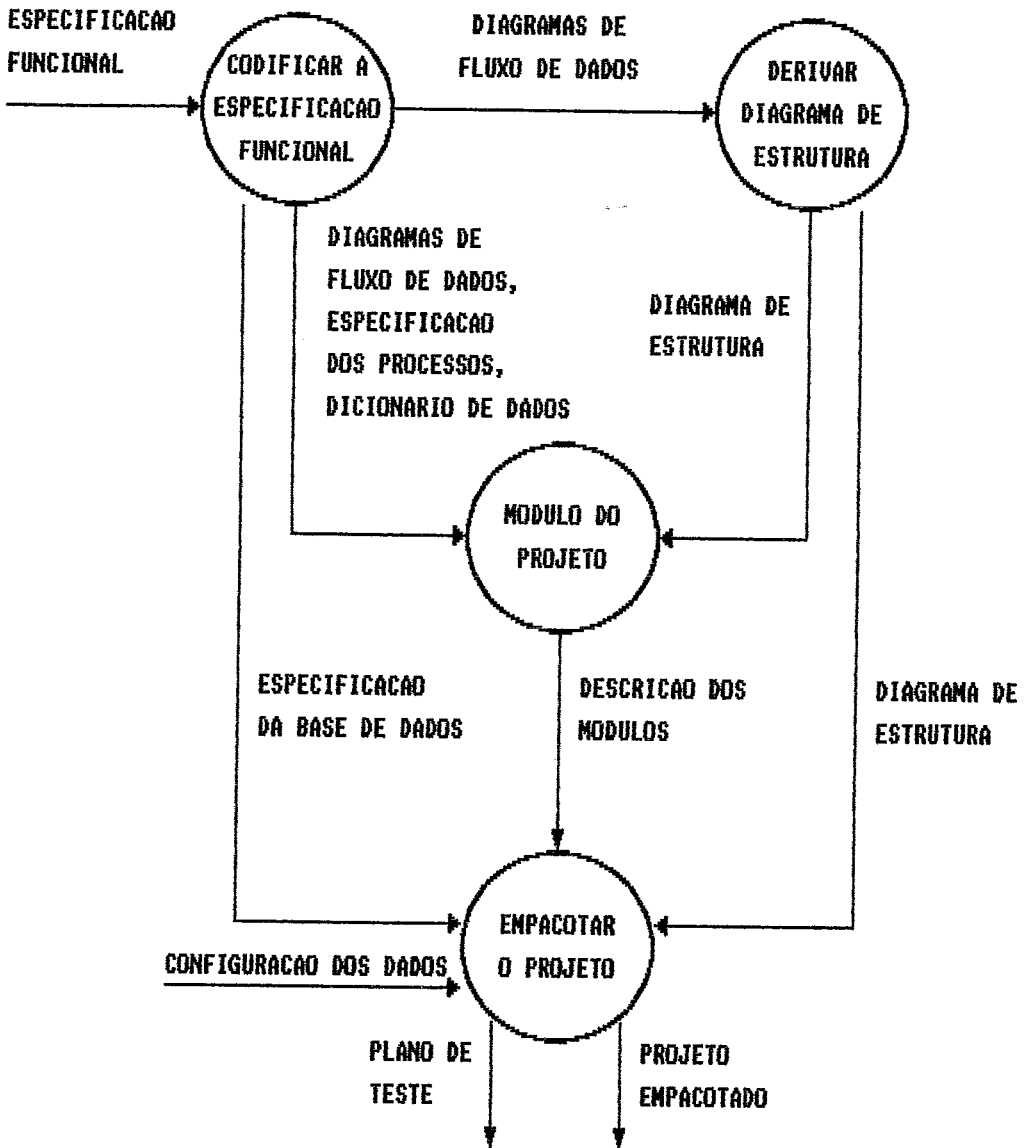 ESPECIFICACAO
FUNCIONAL
CODIFICAR A
ESPECIFICACAO
FUNCIONAL
DIAGRAMAS DE
FLUXO DE DADOS
DERIVAR
DIAGRAMA DE
ESTRUTURA
DIAGRAMAS DE
FLUXO DE DADOS,
ESPECIFICACAO
DOS PROCESSOS,
DICIONARIO DE DADOS
DIAGRAMA DE
ESTRUTURA
MODULO DO
PROJETO
ESPECIFICACAO
DA BASE DE DADOS
DESCRICAO DOS
MODULOS
DIAGRAMA DE
ESTRUTURA
EMPACOTAR
O PROJETO
CONFIGURACAO DOS DADOS
PLANO DE
TESTE
PROJETO
EMPACOTADO